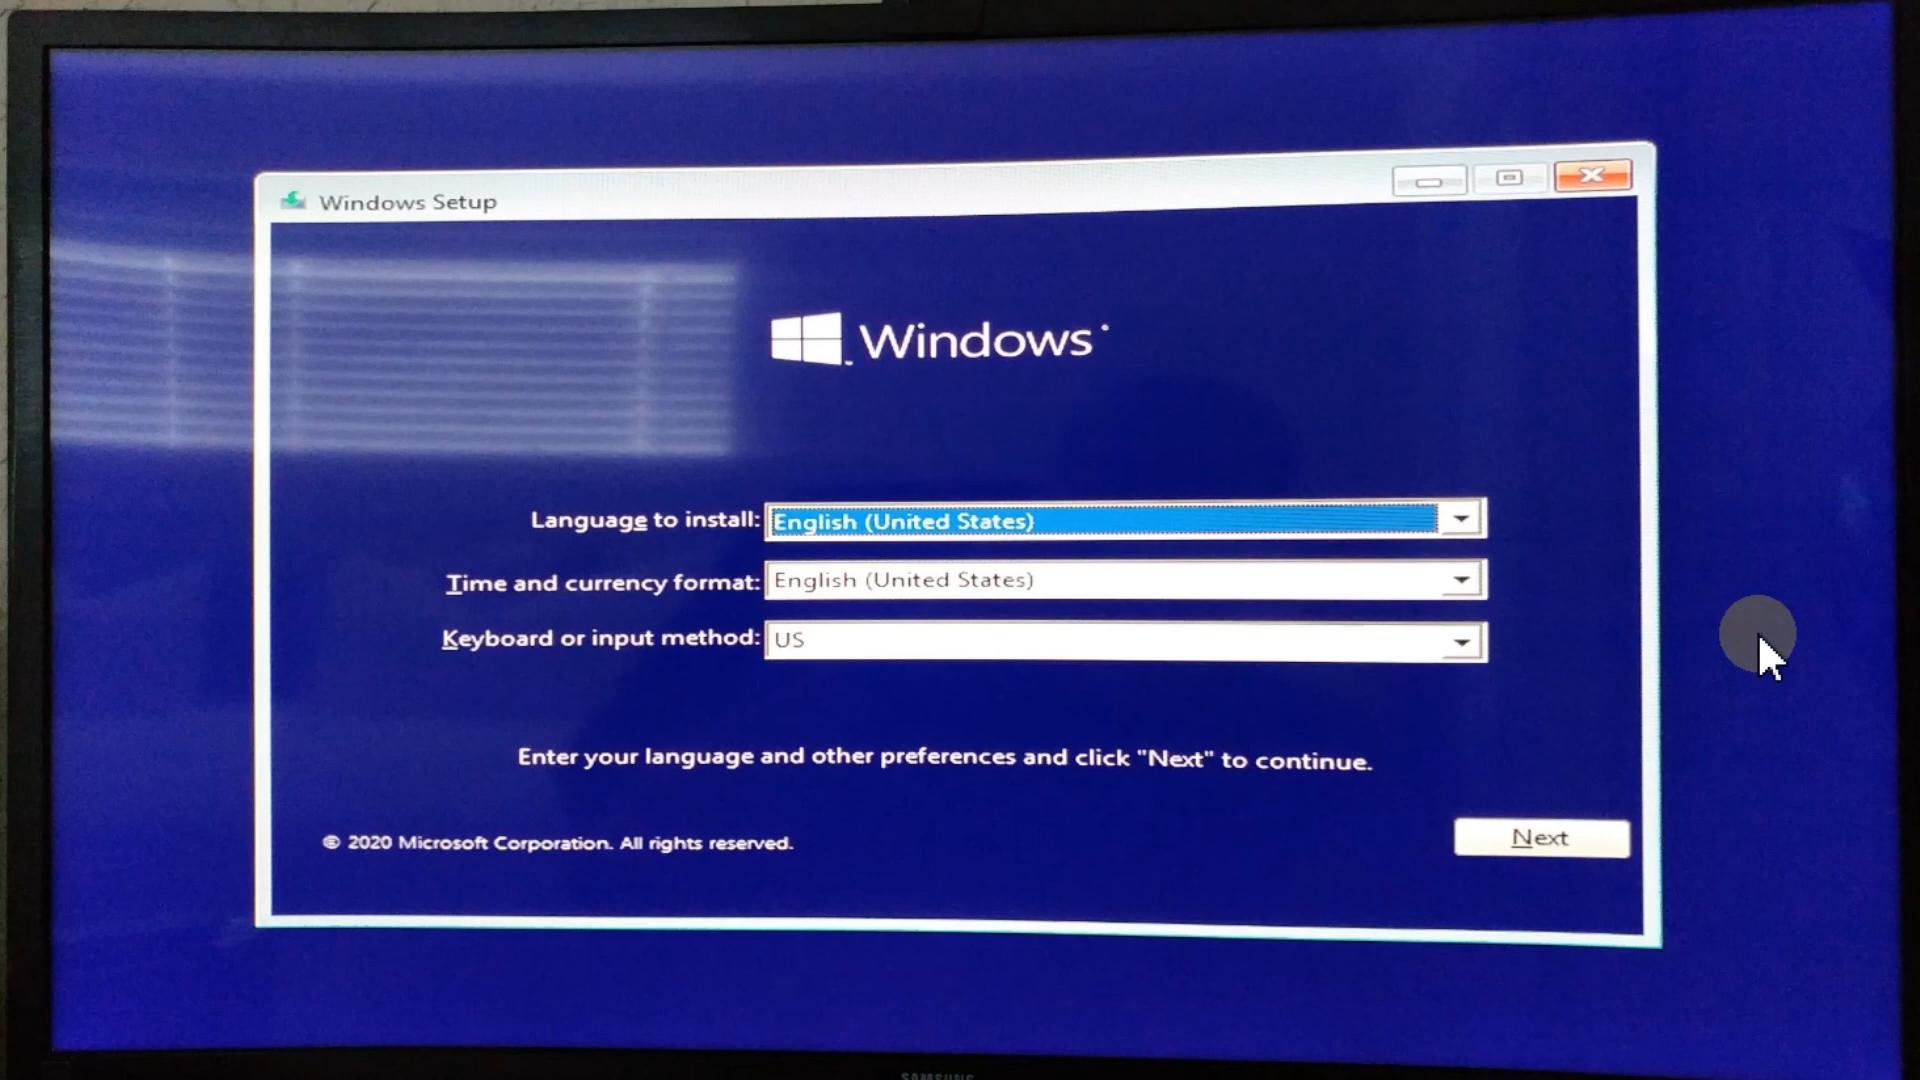 Windows Setup
Windows
Language to install: English (United States)
Time and currency format: English (United States)
Keyboard or input method: US
Enter your language and other preferences and click "Next" to continue.
© 2020 Microsoft Corporation. All rights reserved.
Next
SAMSUNG